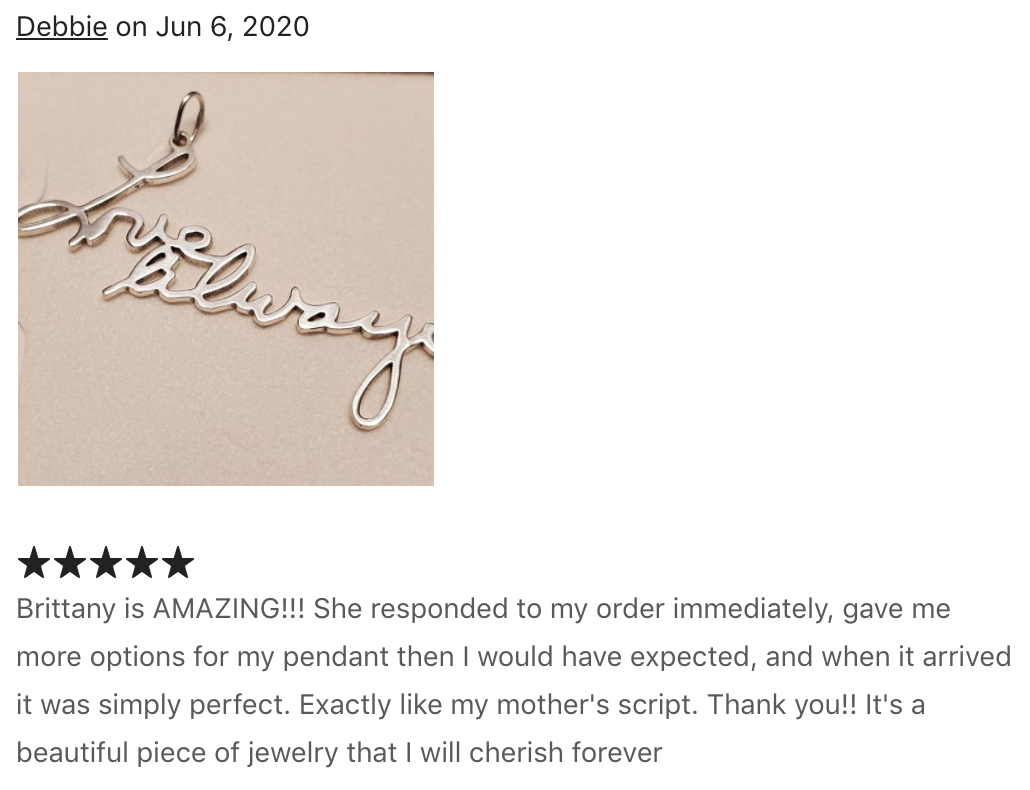 Debbie on Jun 6, 2020
Love
Always
Brittany is AMAZING!!! She responded to my order immediately, gave me
more options for my pendant then I would have expected, and when it arrived
it was simply perfect. Exactly like my mother's script. Thank you!! It's a
beautiful piece of jewelry that I will cherish forever